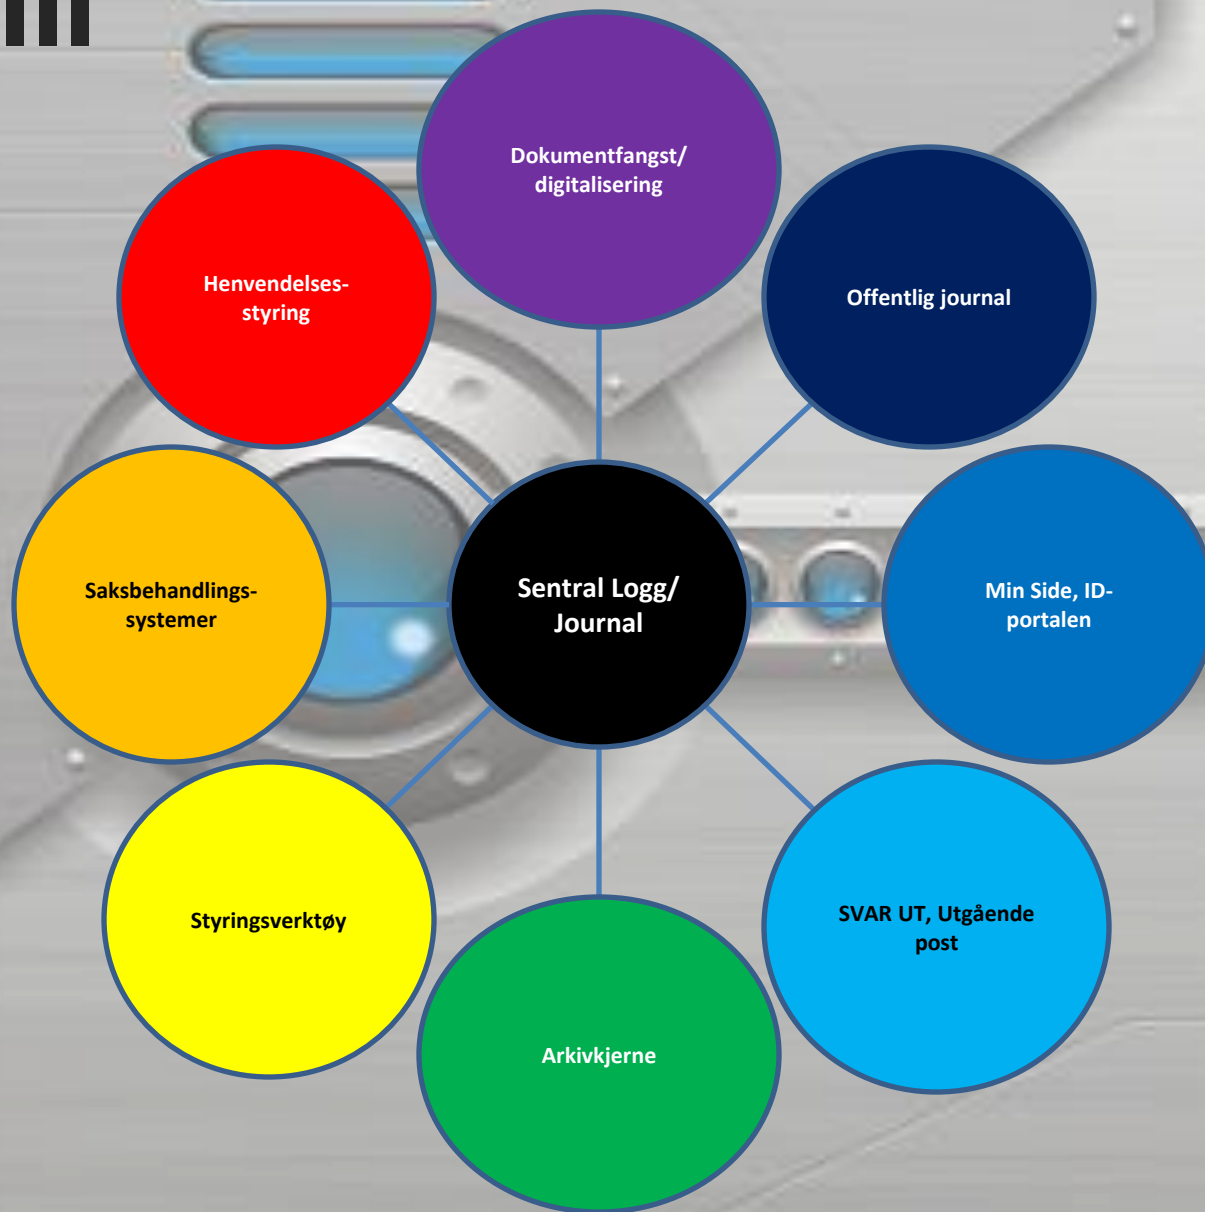 Dokumentfangst/
digitalisering
Henvendelses-
styring
Offentlig journal
Saksbehandlings-
systemer
Sentral Logg/
Journal
Min Side, ID-
portalen
Styringsverktøy
SVAR UT, Utgående
post
Arkivkjerne